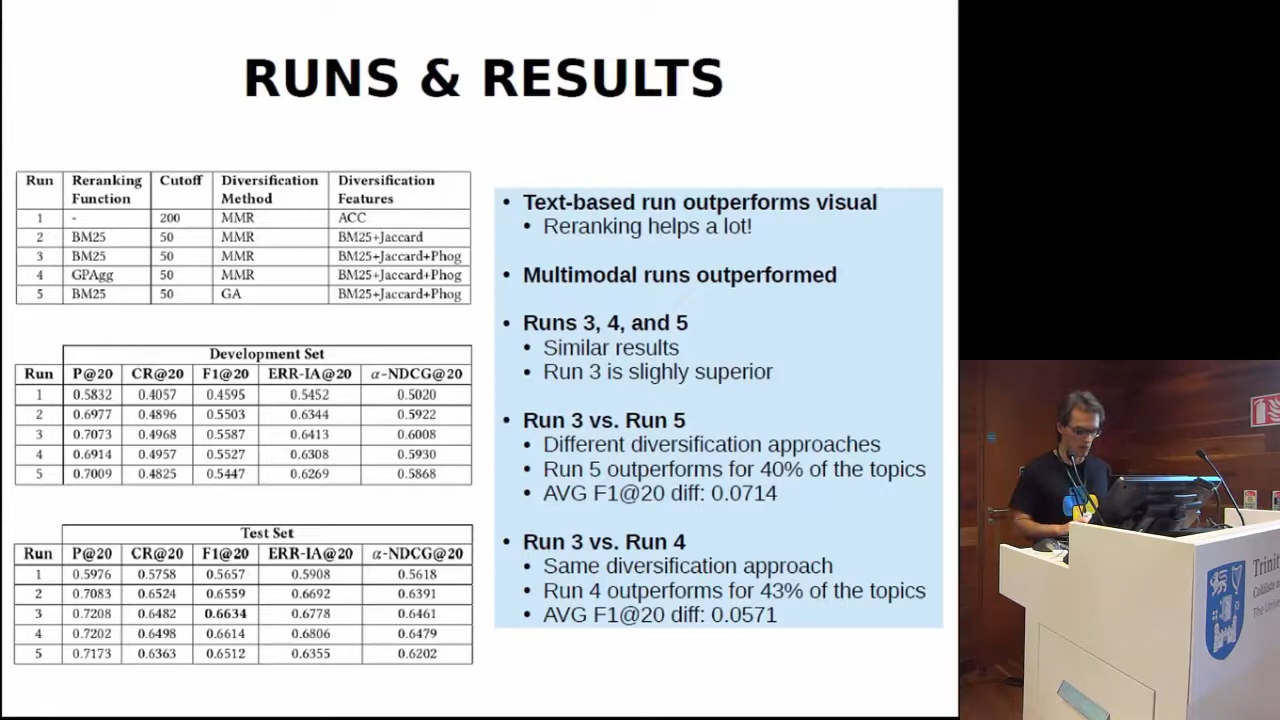 RUNS & RESULTS
Run Reranking Function Cutoff Diversification Method Diversification Features
1 - 200 MMR ACC
2 BM25 50 MMR BM25+Jaccard
3 BM25 50 MMR BM25+Jaccard+Phog
4 GPAgg 50 MMR BM25+Jaccard+Phog
5 BM25 50 GA BM25+Jaccard+Phog
Development Set
Run P@20 CR@20 F1@20 ERR-IA@20 α-NDCG@20
1 0.5832 0.4057 0.4595 0.5452 0.5020
2 0.6977 0.4896 0.5503 0.6344 0.5922
3 0.7073 0.4968 0.5587 0.6413 0.6008
4 0.6914 0.4957 0.5527 0.6308 0.5930
5 0.7009 0.4825 0.5447 0.6269 0.5868
Test Set
Run P@20 CR@20 F1@20 ERR-IA@20 α-NDCG@20
1 0.5976 0.5758 0.5657 0.5908 0.5618
2 0.7083 0.6524 0.6559 0.6692 0.6391
3 0.7208 0.6482 0.6634 0.6778 0.6461
4 0.7202 0.6498 0.6614 0.6806 0.6479
5 0.7173 0.6363 0.6512 0.6355 0.6202
• Text-based run outperforms visual
• Reranking helps a lot!
• Multimodal runs outperformed
• Runs 3, 4, and 5
• Similar results
• Run 3 is slighly superior
• Run 3 vs. Run 5
• Different diversification approaches
• Run 5 outperforms for 40% of the topics
• AVG F1@20 diff: 0.0714
• Run 3 vs. Run 4
• Same diversification approach
• Run 4 outperforms for 43% of the topics
• AVG F1@20 diff: 0.0571
Trinit
The Un